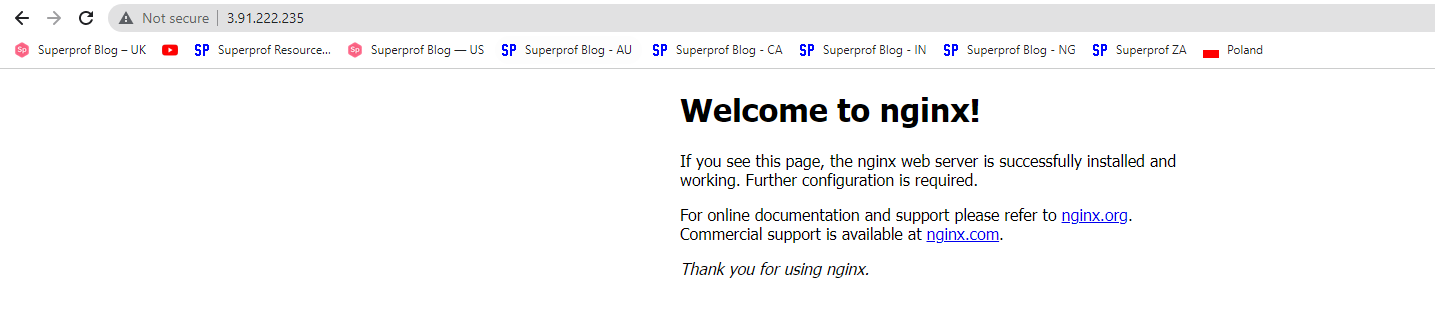 Not secure | 3.91.222.235
Superprof Blog – UK SP Superprof Resource... Sp Superprof Blog — US SP Superprof Blog - AU SP Superprof Blog - CA SP Superprof Blog - IN SP Superprof Blog - NG SP Superprof ZA Poland
Welcome to nginx!
If you see this page, the nginx web server is successfully installed and
working. Further configuration is required.
For online documentation and support please refer to nginx.org.
Commercial support is available at nginx.com.
Thank you for using nginx.